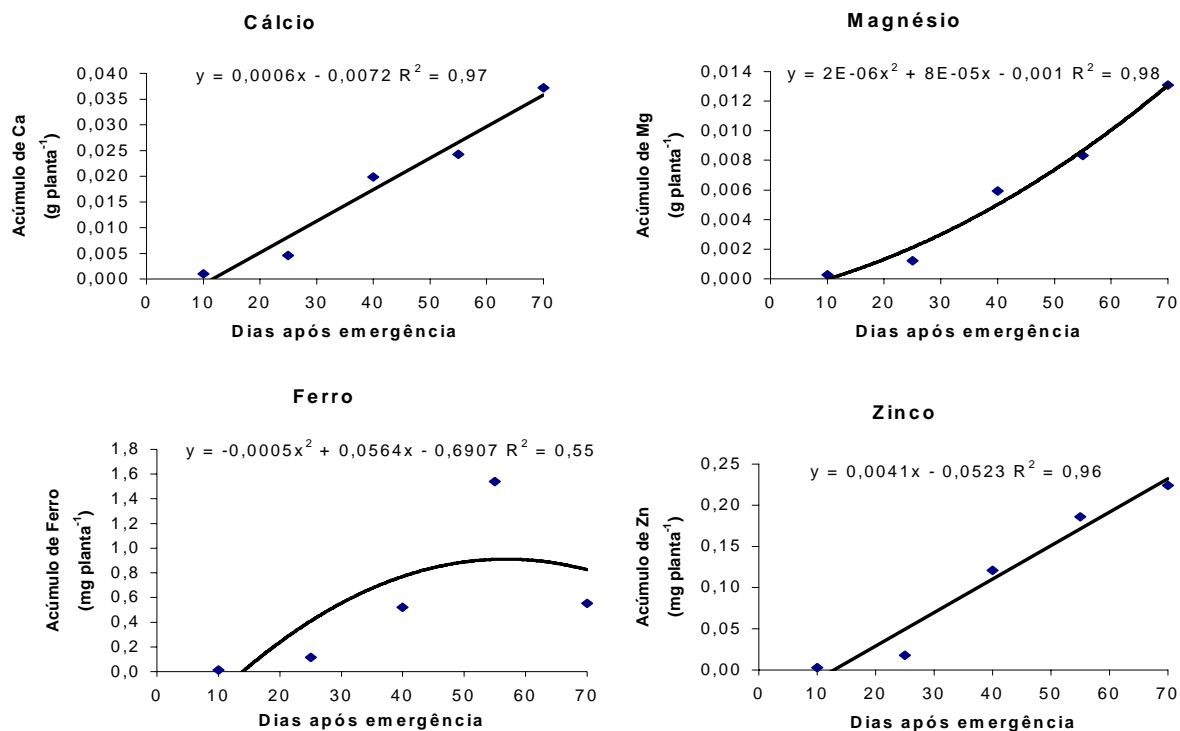 Cálcio
y = 0,0006x - 0,0072 R² = 0,97
Acúmulo de Ca
(g planta⁻¹)
0,040
0,035
0,030
0,025
0,020
0,015
0,010
0,005
0,000
0 10 20 30 40 50 60 70
Dias após emergência
Magnésio
y = 2E-06x² + 8E-05x - 0,001 R² = 0,98
Acúmulo de Mg
(g planta⁻¹)
0,014
0,012
0,010
0,008
0,006
0,004
0,002
0,000
0 10 20 30 40 50 60 70
Dias após emergência
Ferro
y = -0,0005x² + 0,0564x - 0,6907 R² = 0,55
Acúmulo de Ferro
(mg planta⁻¹)
1,8
1,6
1,4
1,2
1,0
0,8
0,6
0,4
0,2
0,0
0 10 20 30 40 50 60 70
Dias após emergência
Zinco
y = 0,0041x - 0,0523 R² = 0,96
Acúmulo de Zn
(mg planta⁻¹)
0,25
0,20
0,15
0,10
0,05
0,00
0 10 20 30 40 50 60 70
Dias após emergência